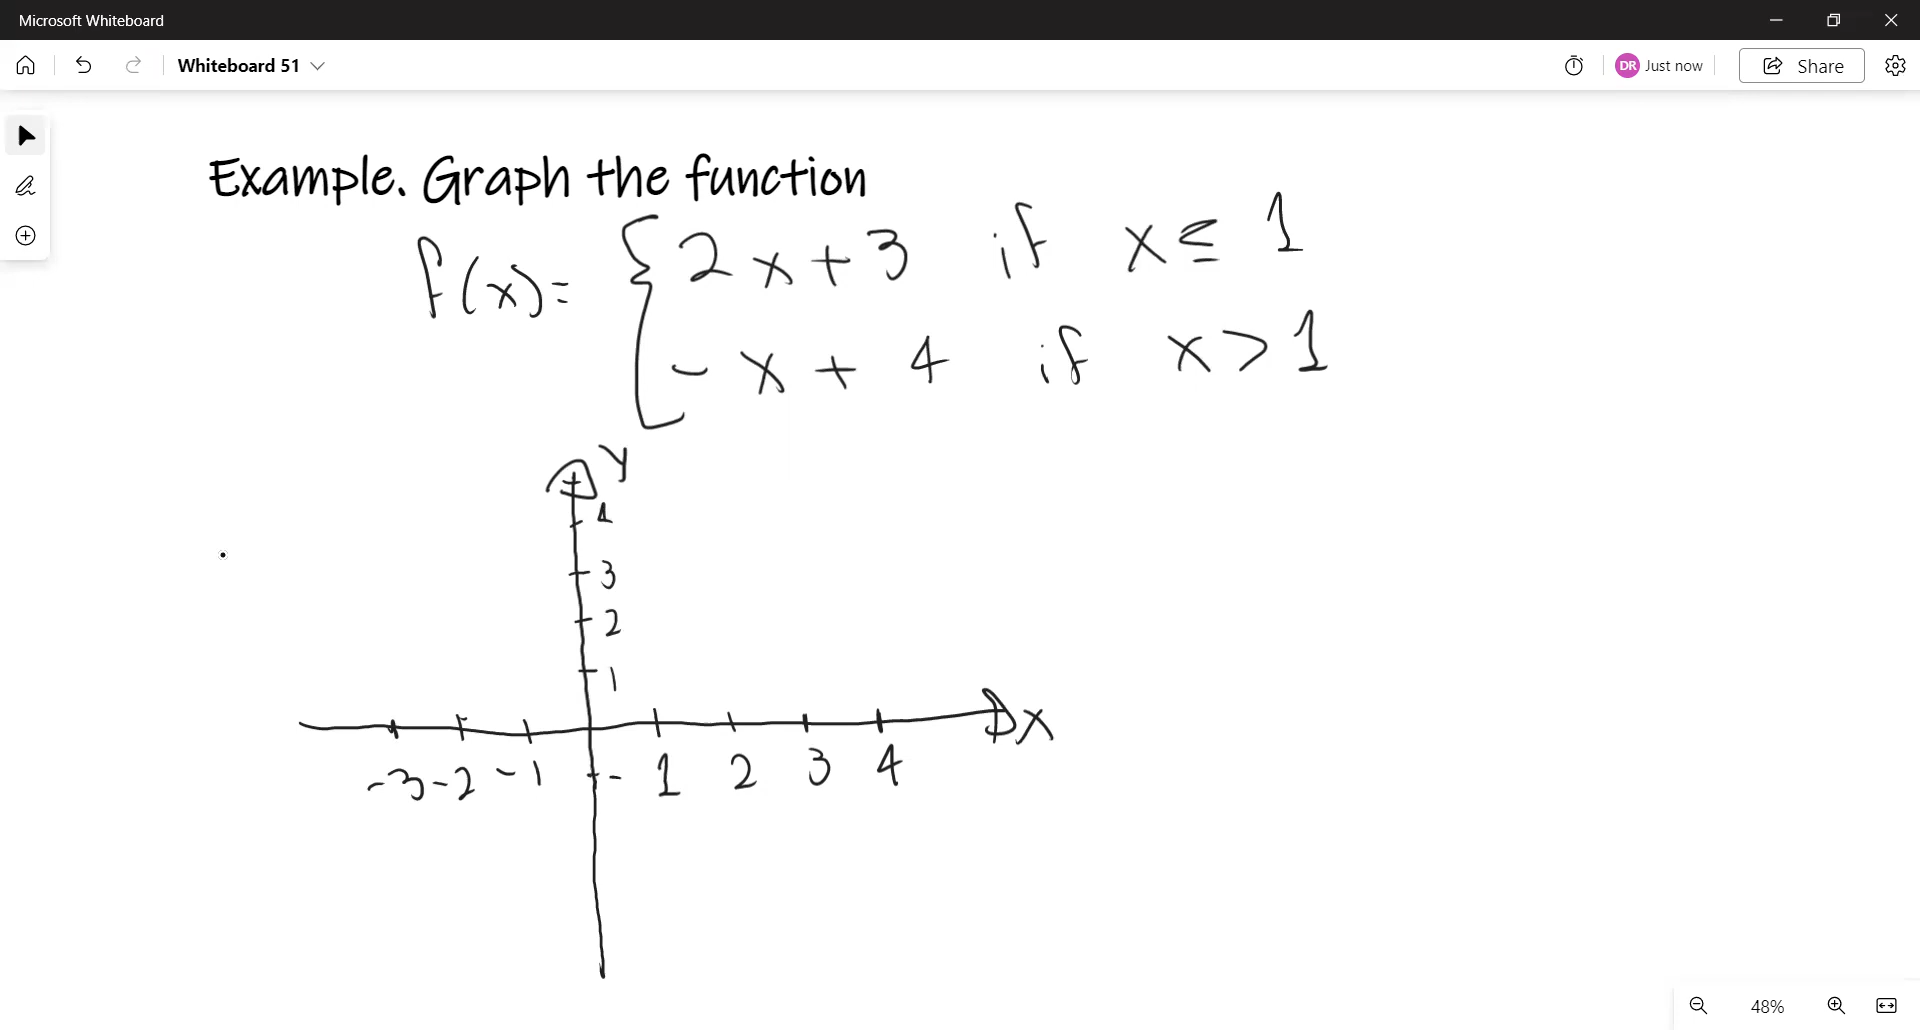 Microsoft Whiteboard
Whiteboard 51
DR Just now
Share
Example. Graph the function
f(x)= { 2x+3 if x ≤ 1
-x + 4 if x > 1
y
4
3
2
1
x
-3 -2 -1 - 1 2 3 4
48%